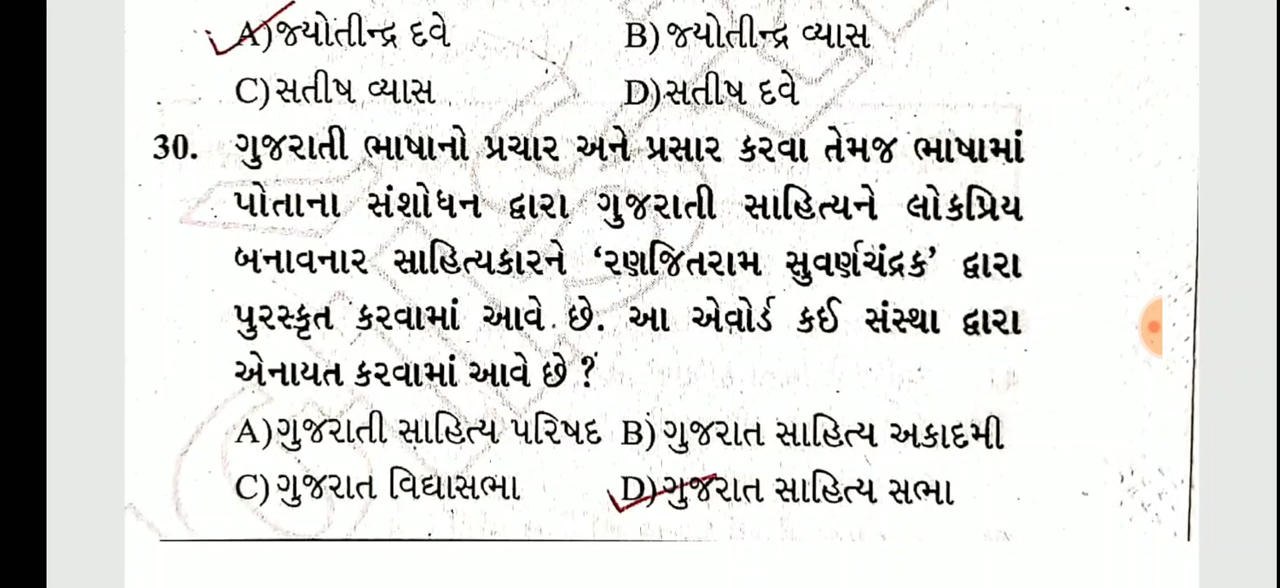 A)જ્યોતીન્દ્ર દવે B)જ્યોતીન્દ્ર વ્યાસ
C)સતીષ વ્યાસ D)સતીષ દવે
30. ગુજરાતી ભાષાનો પ્રચાર અને પ્રસાર કરવા તેમજ ભાષામાં
પોતાના સંશોધન દ્વારા ગુજરાતી સાહિત્યને લોકપ્રિય
બનાવનાર સાહિત્યકારને ‘રણજિતરામ સુવર્ણચંદ્રક’ દ્વારા
પુરસ્કૃત કરવામાં આવે છે. આ એવોર્ડ કઈ સંસ્થા દ્વારા
એનાયત કરવામાં આવે છે ?
A)ગુજરાતી સાહિત્ય પરિષદ B)ગુજરાત સાહિત્ય અકાદમી
C)ગુજરાત વિદ્યાસભા D)ગુજરાત સાહિત્ય સભા